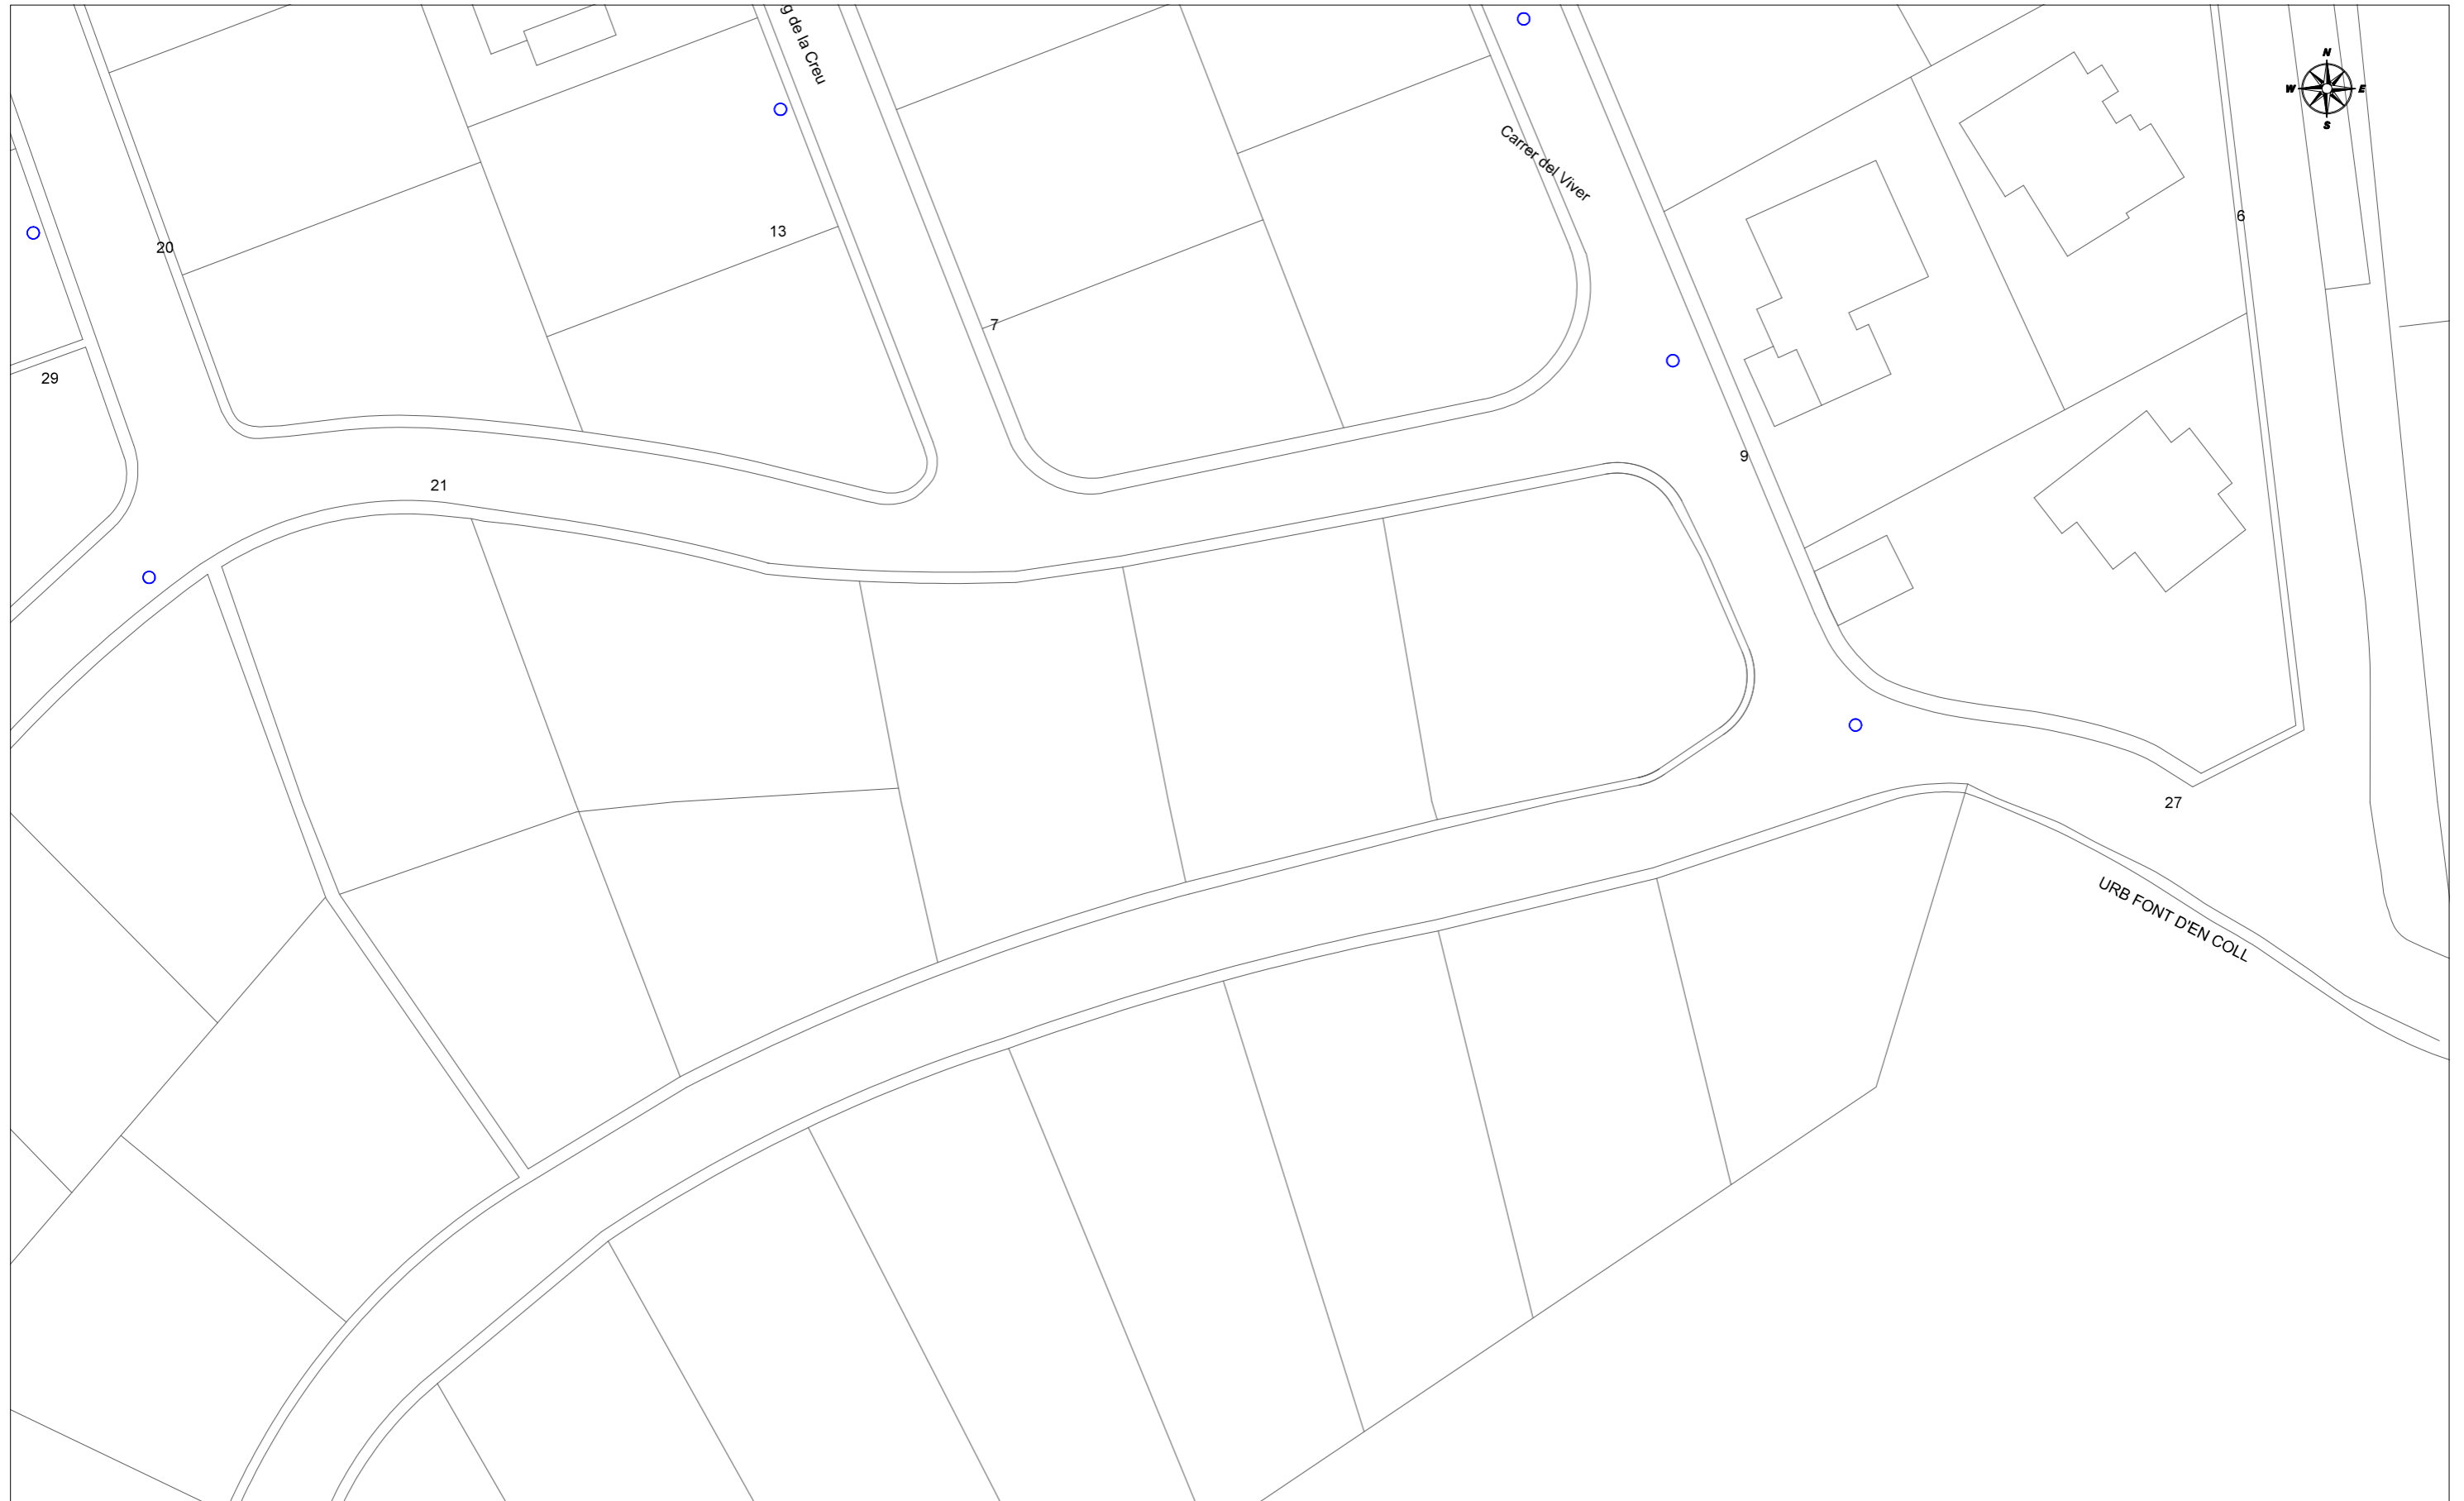 g de la Creu
N
W E
S
Carrer del Viver
6
13
20
7
29
9
21
27
URB FONT D'EN COLL